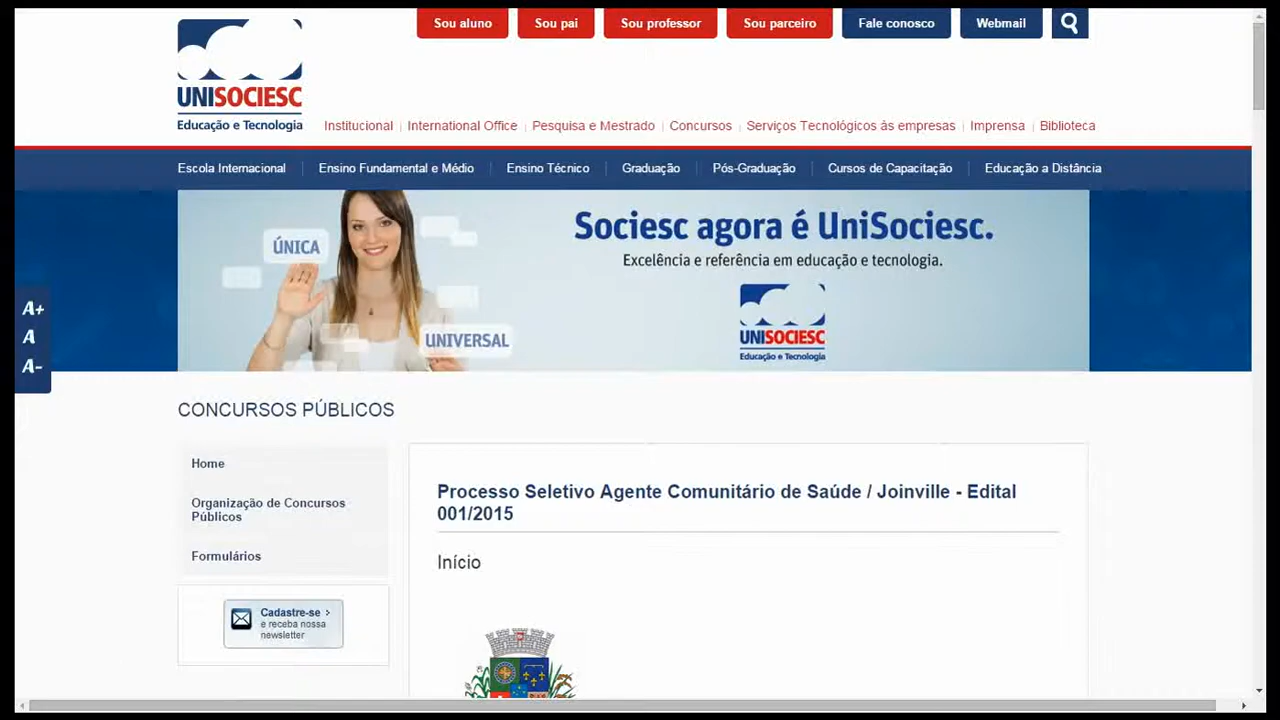 Sou aluno
Sou pai
Sou professor
Sou parceiro
Fale conosco
Webmail
UNISOCIESC
Educação e Tecnologia
Institucional
International Office
Pesquisa e Mestrado
Concursos
Serviços Tecnológicos às empresas
Imprensa
Biblioteca
Escola Internacional
Ensino Fundamental e Médio
Ensino Técnico
Graduação
Pós-Graduação
Cursos de Capacitação
Educação a Distância
ÚNICA
UNIVERSAL
Sociesc agora é UniSociesc.
Excelência e referência em educação e tecnologia.
UNISOCIESC
Educação e Tecnologia
A+
A
A-
CONCURSOS PÚBLICOS
Home
Organização de Concursos
Públicos
Formulários
Cadastre-se ›
e receba nossa
newsletter
Processo Seletivo Agente Comunitário de Saúde / Joinville - Edital
001/2015
Início